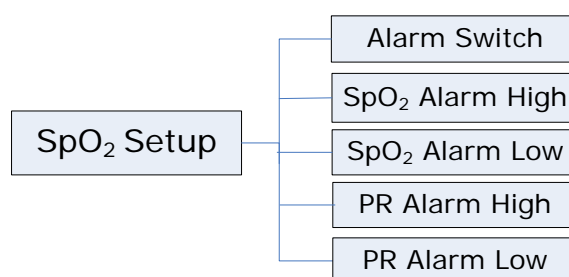 SpO₂ Setup
Alarm Switch
SpO₂ Alarm High
SpO₂ Alarm Low
PR Alarm High
PR Alarm Low